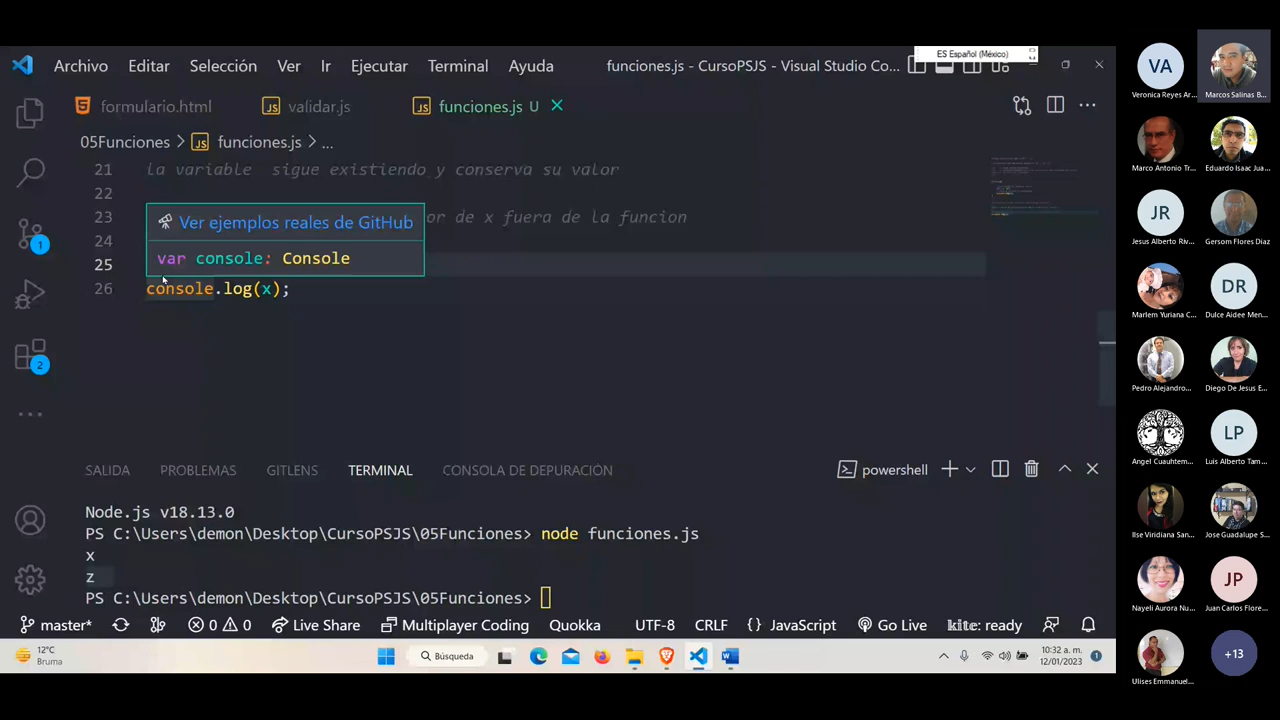 ES Español (México)
Archivo Editar Selección Ver Ir Ejecutar Terminal Ayuda funciones.js - CursoPSJS - Visual Studio Co...
formulario.html JS validar.js JS funciones.js U
05Funciones > JS funciones.js > ...
21 la variable sigue existiendo y conserva su valor
22
23 or de x fuera de la funcion
24
25
26 console.log(x);
Ver ejemplos reales de GitHub
var console: Console
1
2
SALIDA PROBLEMAS GITLENS TERMINAL CONSOLA DE DEPURACIÓN powershell
Node.js v18.13.0
PS C:\Users\demon\Desktop\CursoPSJS\05Funciones> node funciones.js
x
z
PS C:\Users\demon\Desktop\CursoPSJS\05Funciones>
master* 0 0 Live Share Multiplayer Coding Quokka UTF-8 CRLF {} JavaScript Go Live kite: ready
12°C
Bruma
Búsqueda
10:32 a. m.
12/01/2023
1
VA
Veronica Reyes Ar...
Marcos Salinas B...
Marco Antonio Tr...
Eduardo Isaac Jua...
JR
Jesus Alberto Riv...
Gersom Flores Diaz
Marlem Yuriana C...
DR
Dulce Aidee Men...
Pedro Alejandro...
Diego De Jesus E...
Angel Cuauhtem...
LP
Luis Alberto Tam...
Ilse Viridiana San...
Jose Guadalupe S...
Nayeli Aurora Nu...
JP
Juan Carlos Flore...
Ulises Emmanuel...
+13